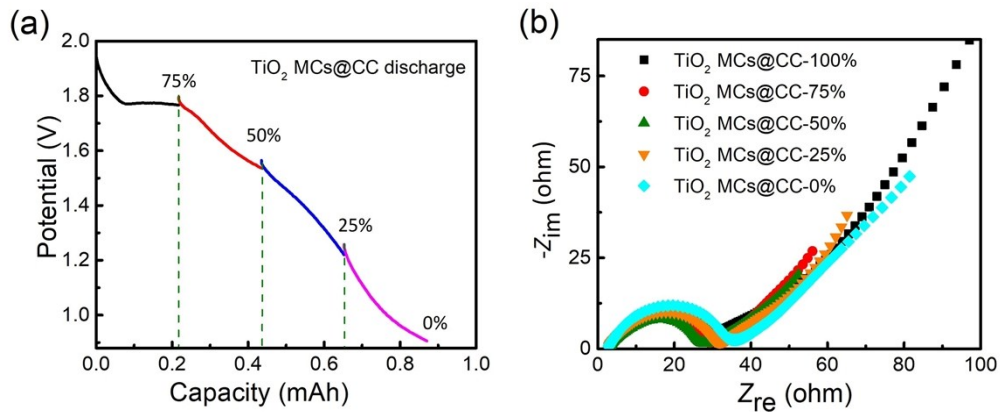 (a)
2.0
1.8
1.6
1.4
1.2
1.0
Potential (V)
TiO2 MCs@CC discharge
75%
50%
25%
0%
0.0 0.2 0.4 0.6 0.8 1.0
Capacity (mAh)
(b)
75
50
25
0
-Zim (ohm)
TiO2 MCs@CC-100%
TiO2 MCs@CC-75%
TiO2 MCs@CC-50%
TiO2 MCs@CC-25%
TiO2 MCs@CC-0%
0 20 40 60 80 100
Zre (ohm)